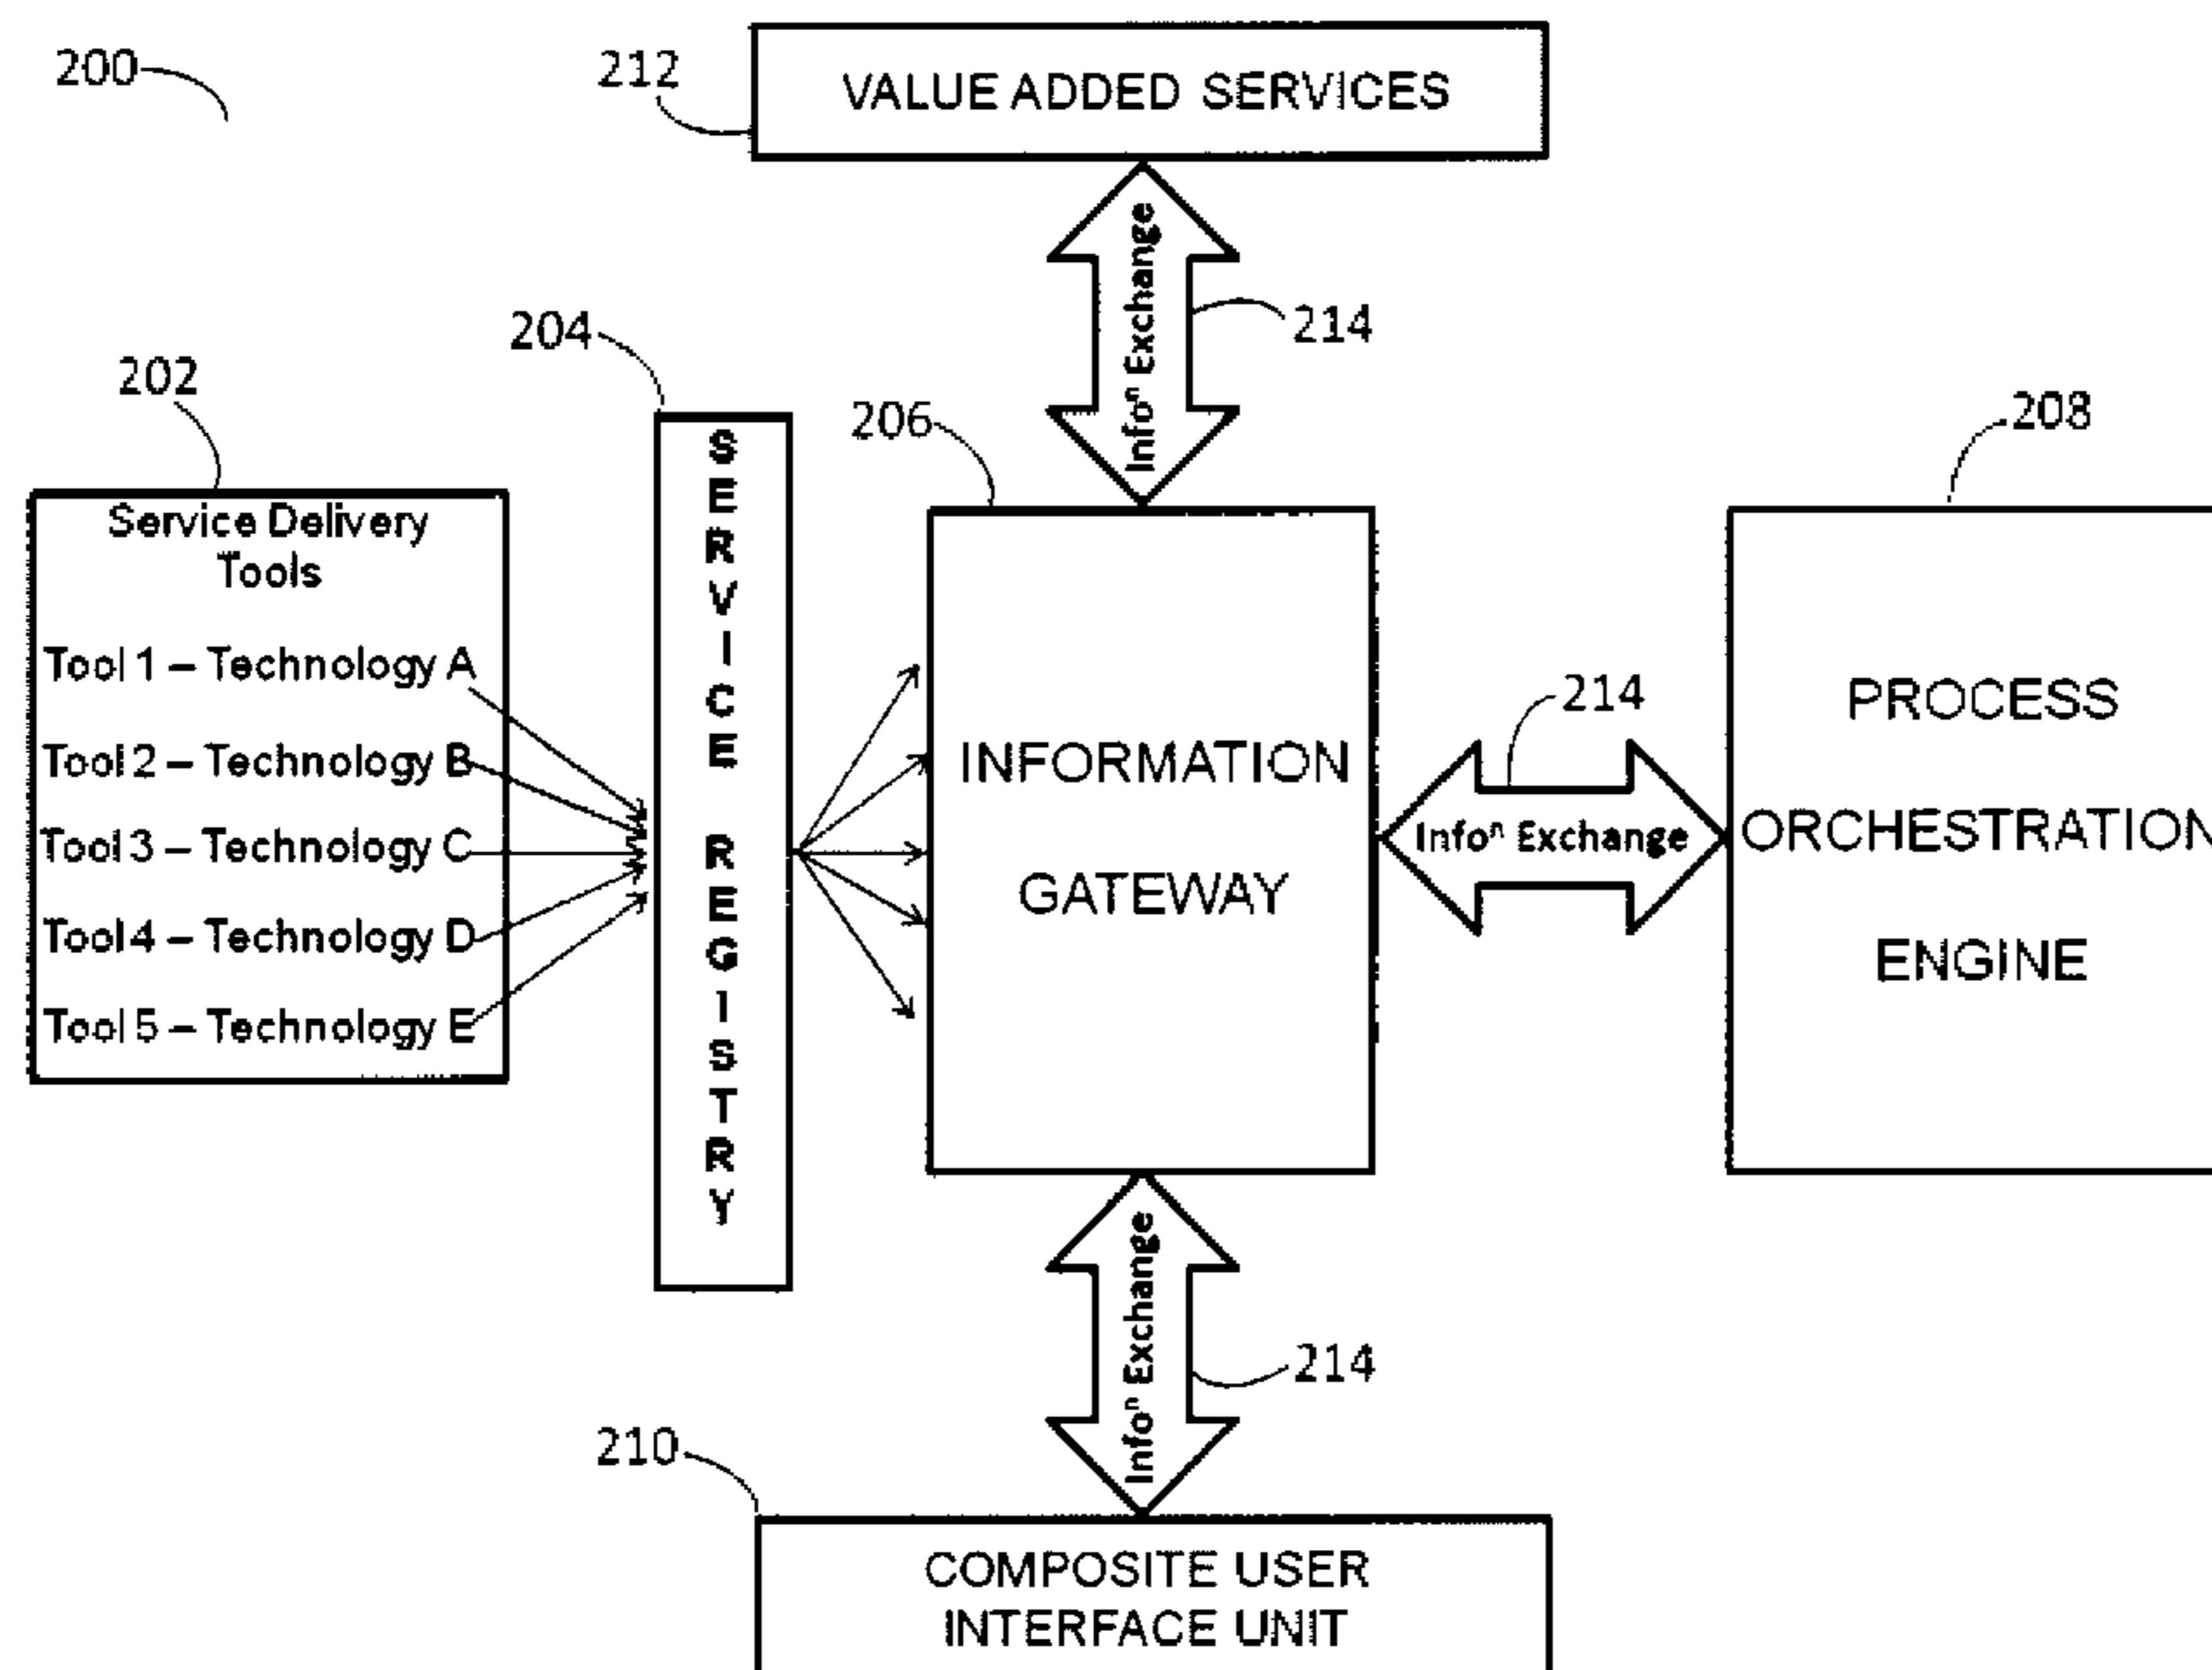 200
212
VALUE ADDED SERVICES
Infoⁿ Exchange
214
204
202
206
208
Service Delivery
Tools
Tool 1 – Technology A
Tool 2 – Technology B
Tool 3 – Technology C
Tool 4 – Technology D
Tool 5 – Technology E
SERVICE REGISTRY
INFORMATION
GATEWAY
214
Infoⁿ Exchange
PROCESS
ORCHESTRATION
ENGINE
Infoⁿ Exchange
214
210
COMPOSITE USER
INTERFACE UNIT